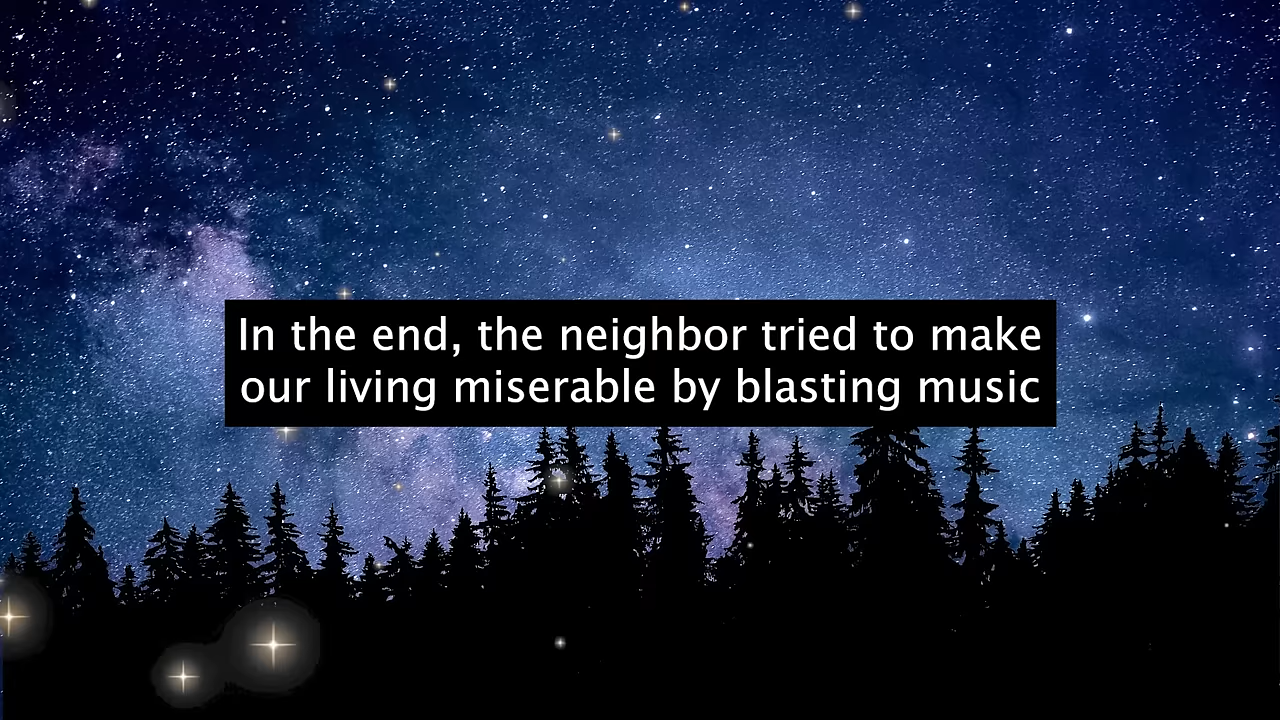 In the end, the neighbor tried to make
our living miserable by blasting music